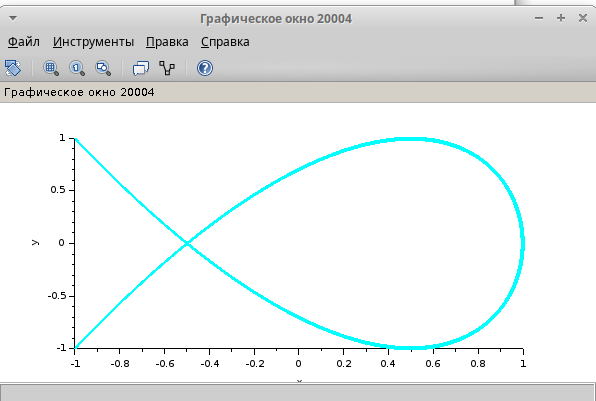 Графическое окно 20004
Файл Инструменты Правка Справка
Графическое окно 20004
1
0.5
y
0
-0.5
-1
-1 -0.8 -0.6 -0.4 -0.2 0 0.2 0.4 0.6 0.8 1